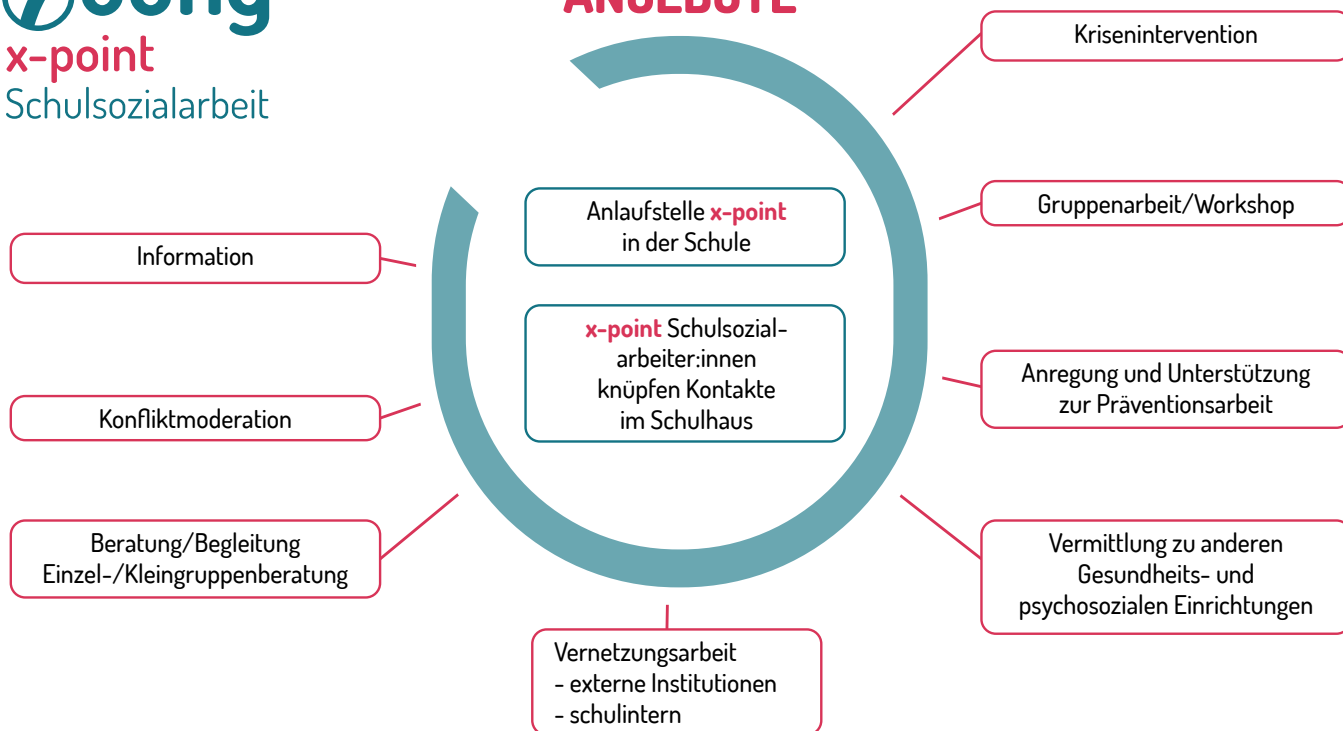 x-point
Schulsozialarbeit
ANGEBOTE
Krisenintervention
Gruppenarbeit/Workshop
Anregung und Unterstützung
zur Präventionsarbeit
Vermittlung zu anderen
Gesundheits- und
psychosozialen Einrichtungen
Anlaufstelle x-point
in der Schule
x-point Schulsozial-
arbeiter:innen
knüpfen Kontakte
im Schulhaus
Information
Konfliktmoderation
Beratung/Begleitung
Einzel-/Kleingruppenberatung
Vernetzungsarbeit
- externe Institutionen
- schulintern